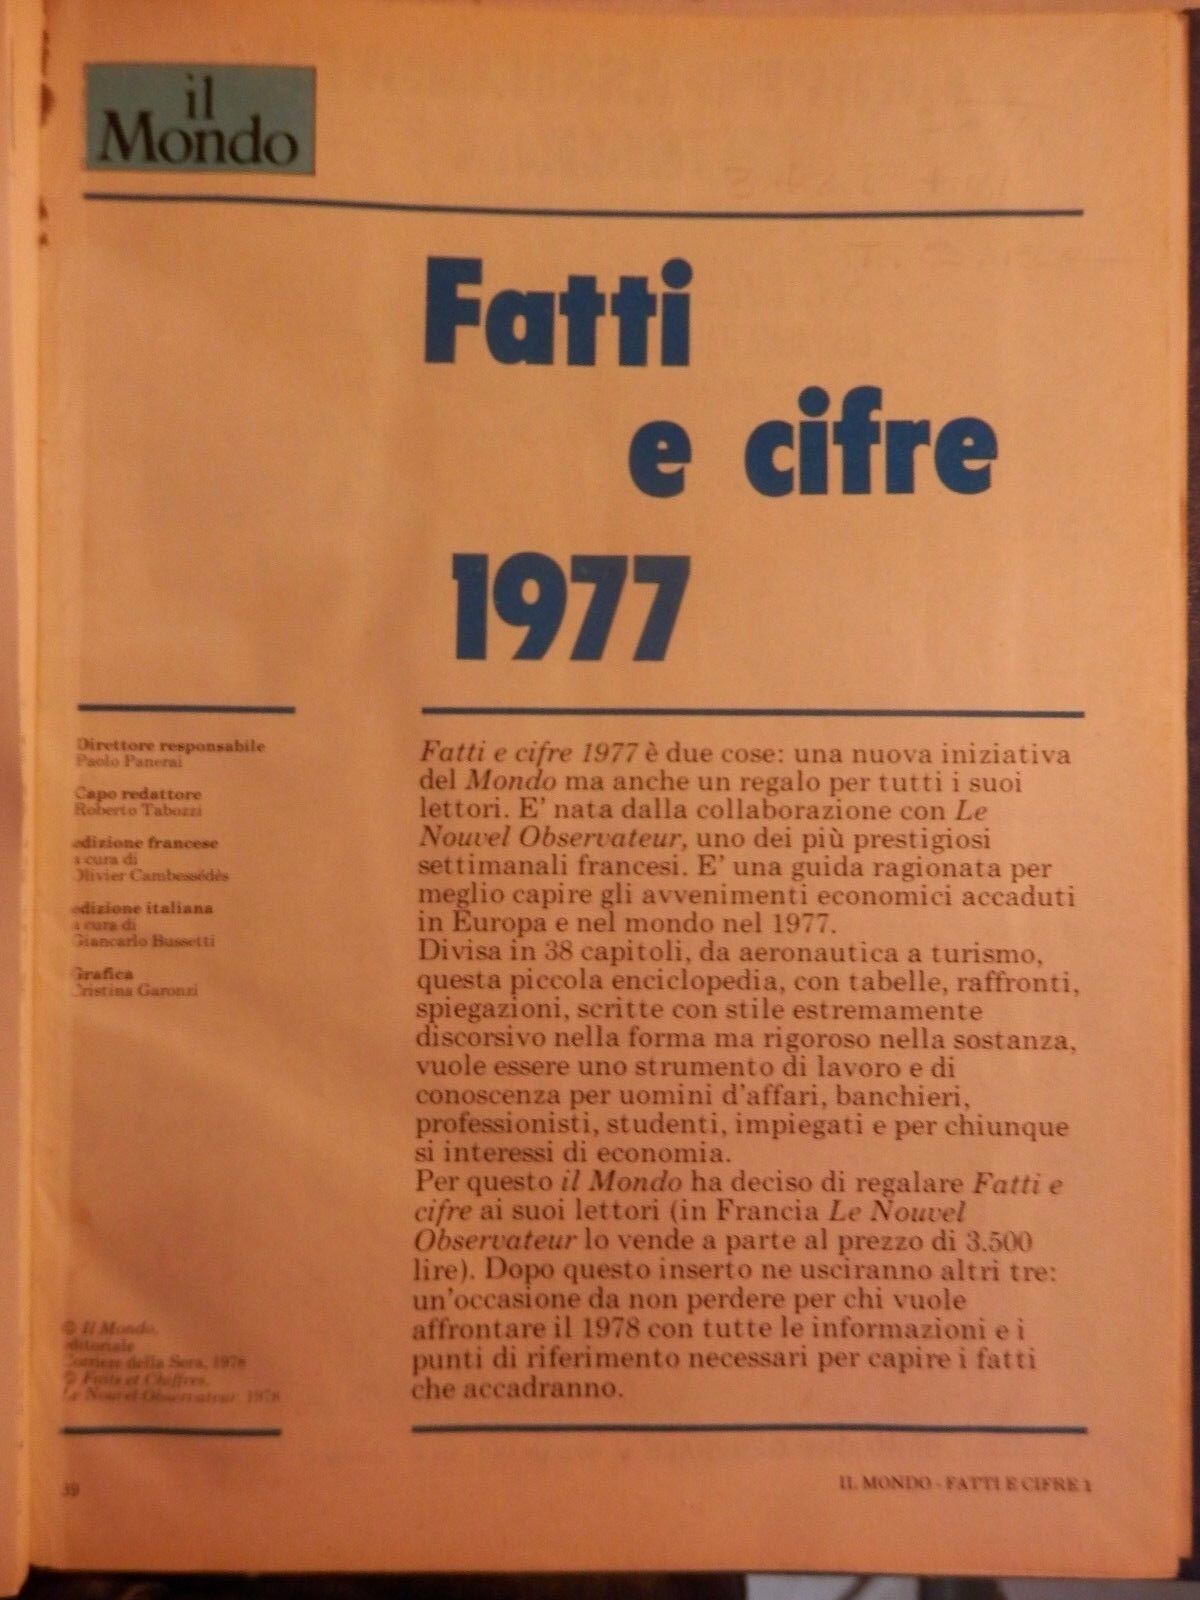 il
Mondo
Fatti
e cifre
1977
Direttore responsabile
Paolo Panerai
Capo redattore
Roberto Tabozzi
edizione francese
a cura di
Olivier Cambessédès
edizione italiana
a cura di
Giancarlo Bussetti
Grafica
Cristina Garonzi
© Il Mondo,
editoriale
Corriere della Sera, 1978
© Faits et Chiffres,
Le Nouvel Observateur, 1978
Fatti e cifre 1977 è due cose: una nuova iniziativa
del Mondo ma anche un regalo per tutti i suoi
lettori. E' nata dalla collaborazione con Le
Nouvel Observateur, uno dei più prestigiosi
settimanali francesi. E' una guida ragionata per
meglio capire gli avvenimenti economici accaduti
in Europa e nel mondo nel 1977.
Divisa in 38 capitoli, da aeronautica a turismo,
questa piccola enciclopedia, con tabelle, raffronti,
spiegazioni, scritte con stile estremamente
discorsivo nella forma ma rigoroso nella sostanza,
vuole essere uno strumento di lavoro e di
conoscenza per uomini d'affari, banchieri,
professionisti, studenti, impiegati e per chiunque
si interessi di economia.
Per questo il Mondo ha deciso di regalare Fatti e
cifre ai suoi lettori (in Francia Le Nouvel
Observateur lo vende a parte al prezzo di 3.500
lire). Dopo questo inserto ne usciranno altri tre:
un'occasione da non perdere per chi vuole
affrontare il 1978 con tutte le informazioni e i
punti di riferimento necessari per capire i fatti
che accadranno.
IL MONDO - FATTI E CIFRE 1